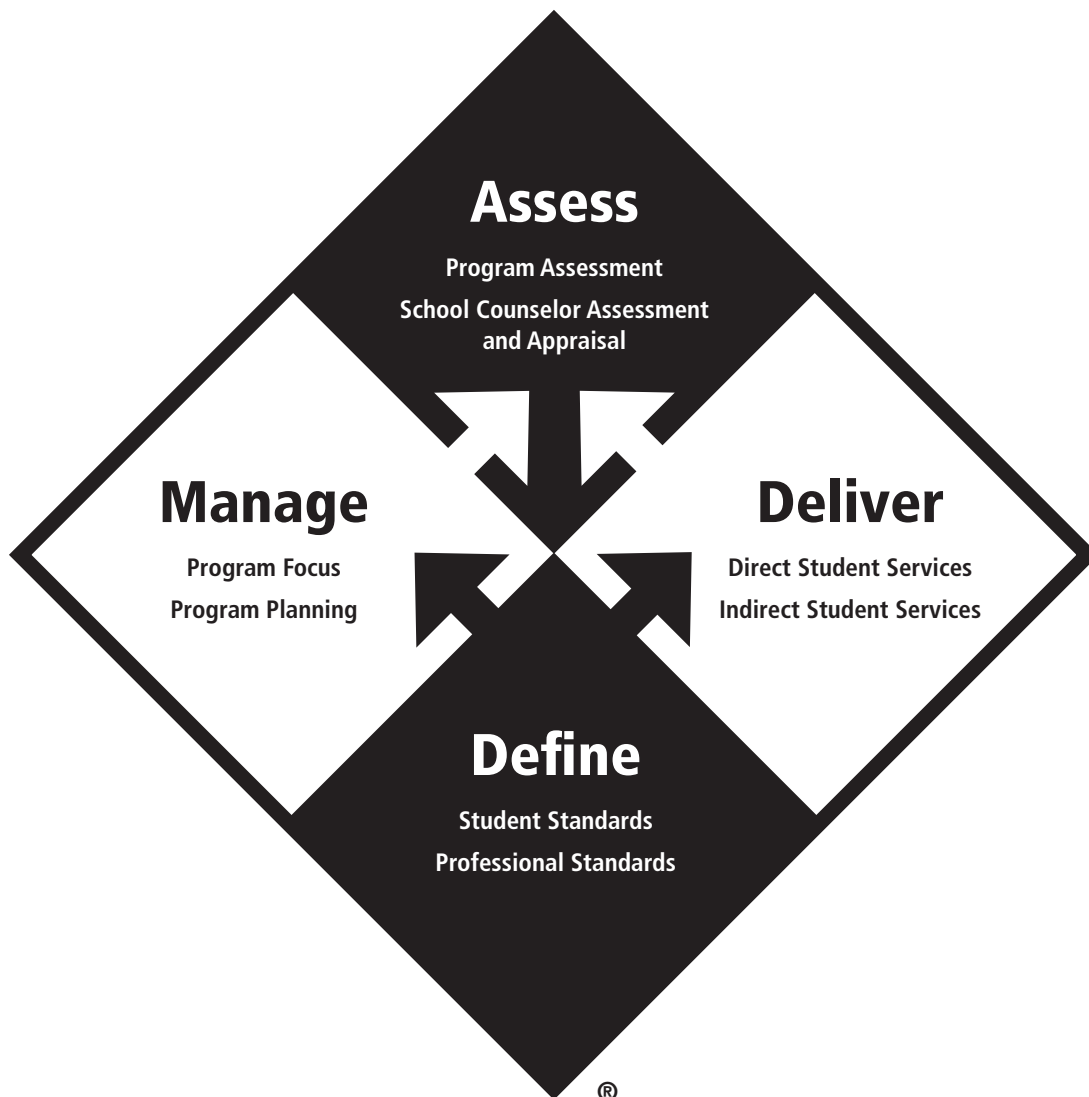 Assess
Program Assessment
School Counselor Assessment
and Appraisal
Manage
Program Focus
Program Planning
Deliver
Direct Student Services
Indirect Student Services
Define
Student Standards
Professional Standards
®